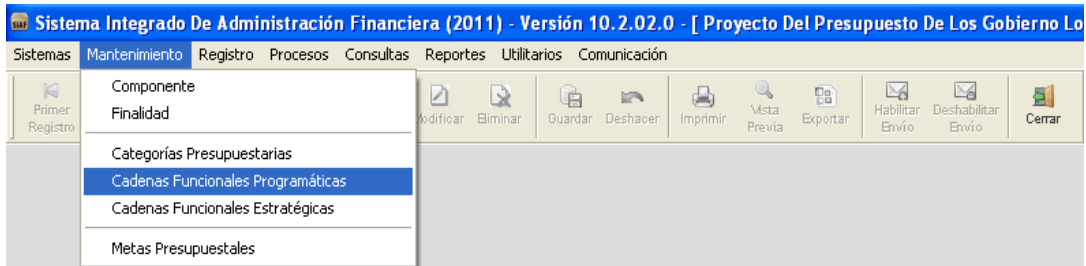 SIAF Sistema Integrado De Administración Financiera (2011) - Versión 10.2.02.0 - [ Proyecto Del Presupuesto De Los Gobierno Lo
Sistemas Mantenimiento Registro Procesos Consultas Reportes Utilitarios Comunicación
Primer Registro
Modificar Eliminar Guardar Deshacer Imprimir Vista Previa Exportar Habilitar Envío Deshabilitar Envío Cerrar
Componente
Finalidad
Categorías Presupuestarias
Cadenas Funcionales Programáticas
Cadenas Funcionales Estratégicas
Metas Presupuestales